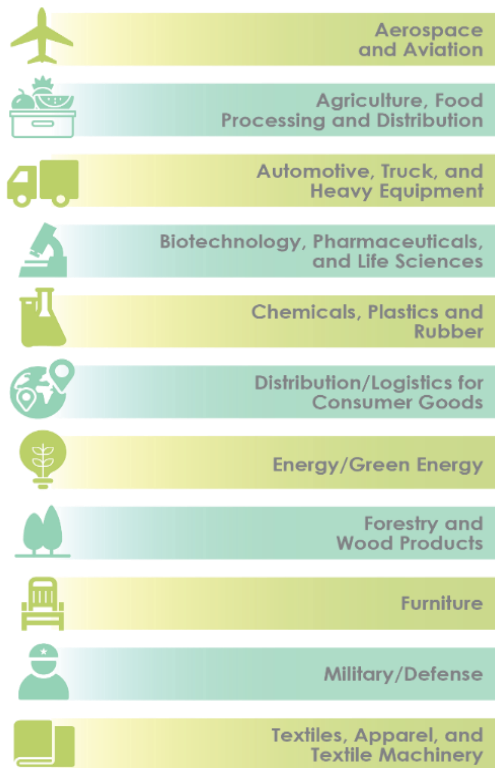 Aerospace
and Aviation
Agriculture, Food
Processing and Distribution
Automotive, Truck, and
Heavy Equipment
Biotechnology, Pharmaceuticals,
and Life Sciences
Chemicals, Plastics and
Rubber
Distribution/Logistics for
Consumer Goods
Energy/Green Energy
Forestry and
Wood Products
Furniture
Military/Defense
Textiles, Apparel, and
Textile Machinery